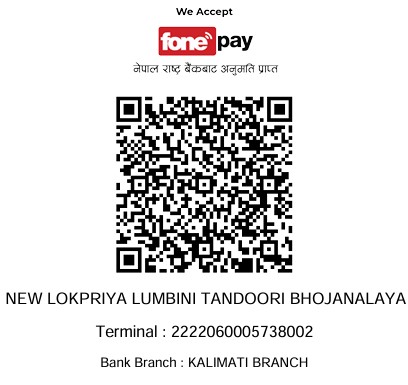 We Accept
fonepay
नेपाल राष्ट्र बैंकबाट अनुमति प्राप्त
NEW LOKPRIYA LUMBINI TANDOORI BHOJANALAYA
Terminal : 2222060005738002
Bank Branch : KALIMATI BRANCH